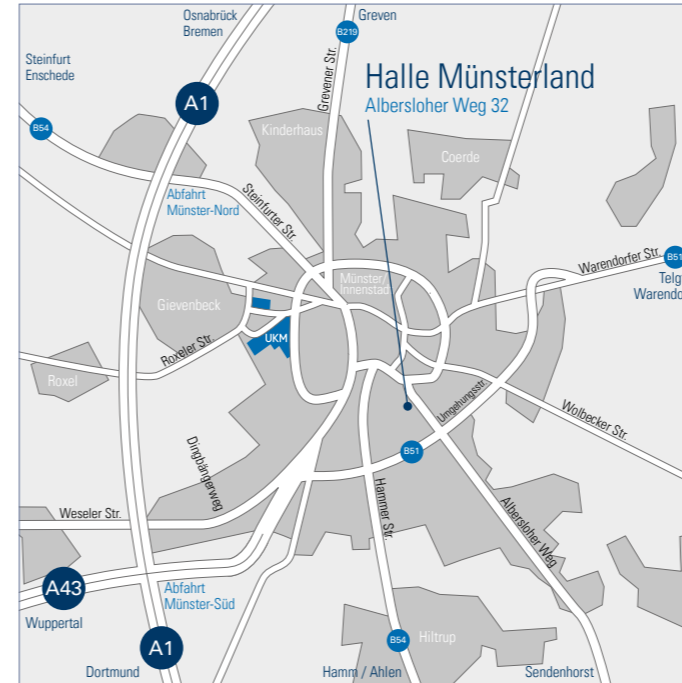 Osnabrück
Bremen
Greven
B219
Steinfurt
Enschede
Halle Münsterland
Albersloher Weg 32
A1
Grevener Str.
B54
Kinderhaus
Coerde
Abfahrt
Münster-Nord
Steinfurter Str.
Warendorfer Str.
B51
Telg
Warendo
Münster/
Innenstad
Gievenbeck
UKM
Roxeler Str.
Roxel
Umgehungsstr.
Wolbecker Str.
Dingbängerweg
B51
Weseler Str.
Hammer Str.
Albersloher Weg
A43
Abfahrt
Münster-Süd
Wuppertal
A1
B54
Hiltrup
Dortmund
Hamm / Ahlen
Sendenhorst